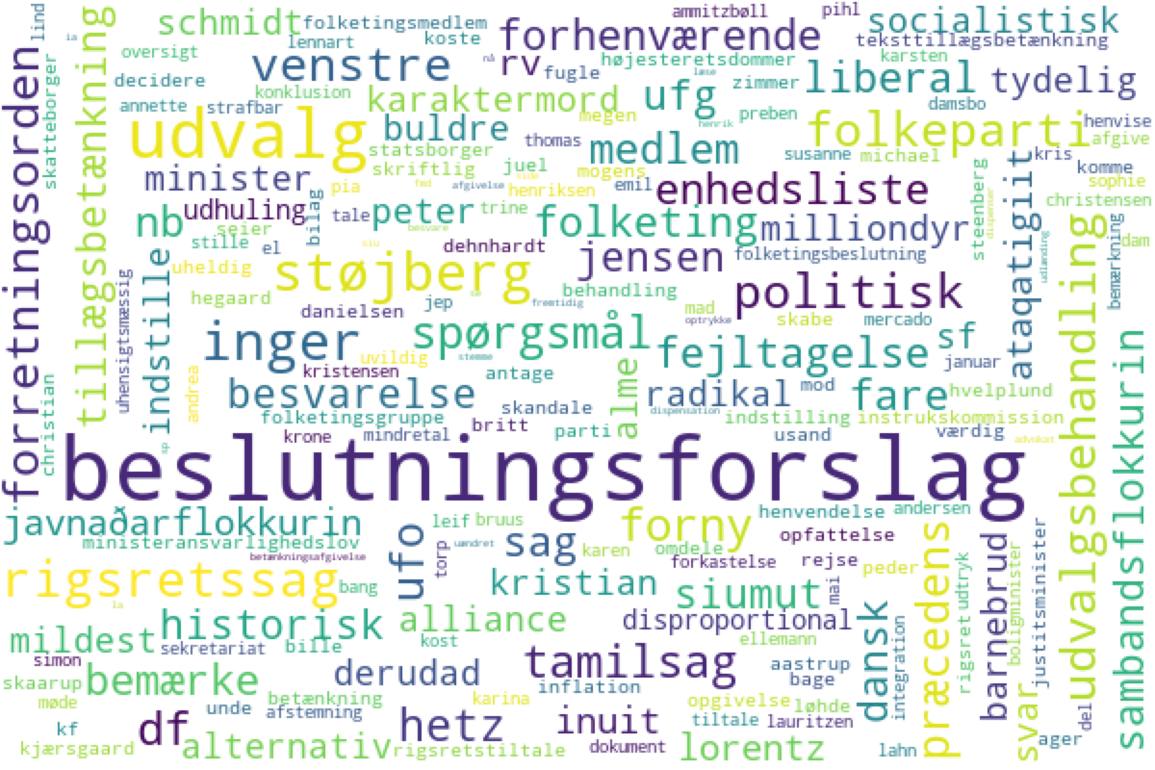 lind
schmidt
folketingsmedlem
ammitzbøll
pihl
socialistisk
lennart
koste
forhenværende
teksttillægsbetænkning
oversigt
venstre
rv
fugle
højesteretsdommer
karsten
decidere
konklusion
zimmer
liberal
tydelig
forretningsorden
skatteborger
tillægsbetænkning
annette
strafbar
karaktermord
ufg
damsbo
udvalg
buldre
megen
preben
folkeparti
henvise
afgive
statsborger
thomas
medlem
henrik
skriftlig
juel
mogens
susanne
michael
kris
komme
minister
pia
afgivelse
henriksen
emil
enhedsliste
sophie
christensen
nb
udhuling
bilag
tale
peter
trine
folketing
milliondyr
steenberg
dispenser
ataqatigiit
seier
besvare
stille
el
dehnhardt
jensen
folketingsbeslutning
udlænding
bemærkning
dam
uheldig
støjberg
hegaard
behandling
politisk
uhensigtsmæssig
indstille
danielsen
jep
fremtidig
mad
optrykke
skabe
mercado
inger
spørgsmål
fejltagelse
sf
uvildig
stemme
januar
christian
andrea
kristensen
antage
besvarelse
alme
radikal
mod
fare
hvelplund
skandale
dispensation
folketingsgruppe
britt
indstilling
instrukskommission
krone
mindretal
parti
usand
værdig
advokat
sp
beslutningsforslag
udvalgsbehandling
sambandsflokkurin
javnaðarflokkurin
ufo
leif
bruus
forny
henvendelse
andersen
ministeransvarlighedslov
uændret
sag
opfattelse
betænkningsafgivelse
torp
karen
omdele
forkastelse
rejse
peder
præcedens
rigsretssag
bang
kristian
siumut
mai
udtryk
rigsret
barnebrud
boligminister
justitsminister
la
historisk
alliance
disproportional
dansk
integration
mildest
sekretariat
bille
kost
ellemann
simon
derudad
tamilsag
aastrup
skaarup
bemærke
inflation
bage
møde
betænkning
karina
opgivelse
løhde
unde
afstemning
hetz
inuit
tiltale
lauritzen
svar
del
kf
df
kjærsgaard
alternativ
rigsretstiltale
dokument
lorentz
lahn
ager